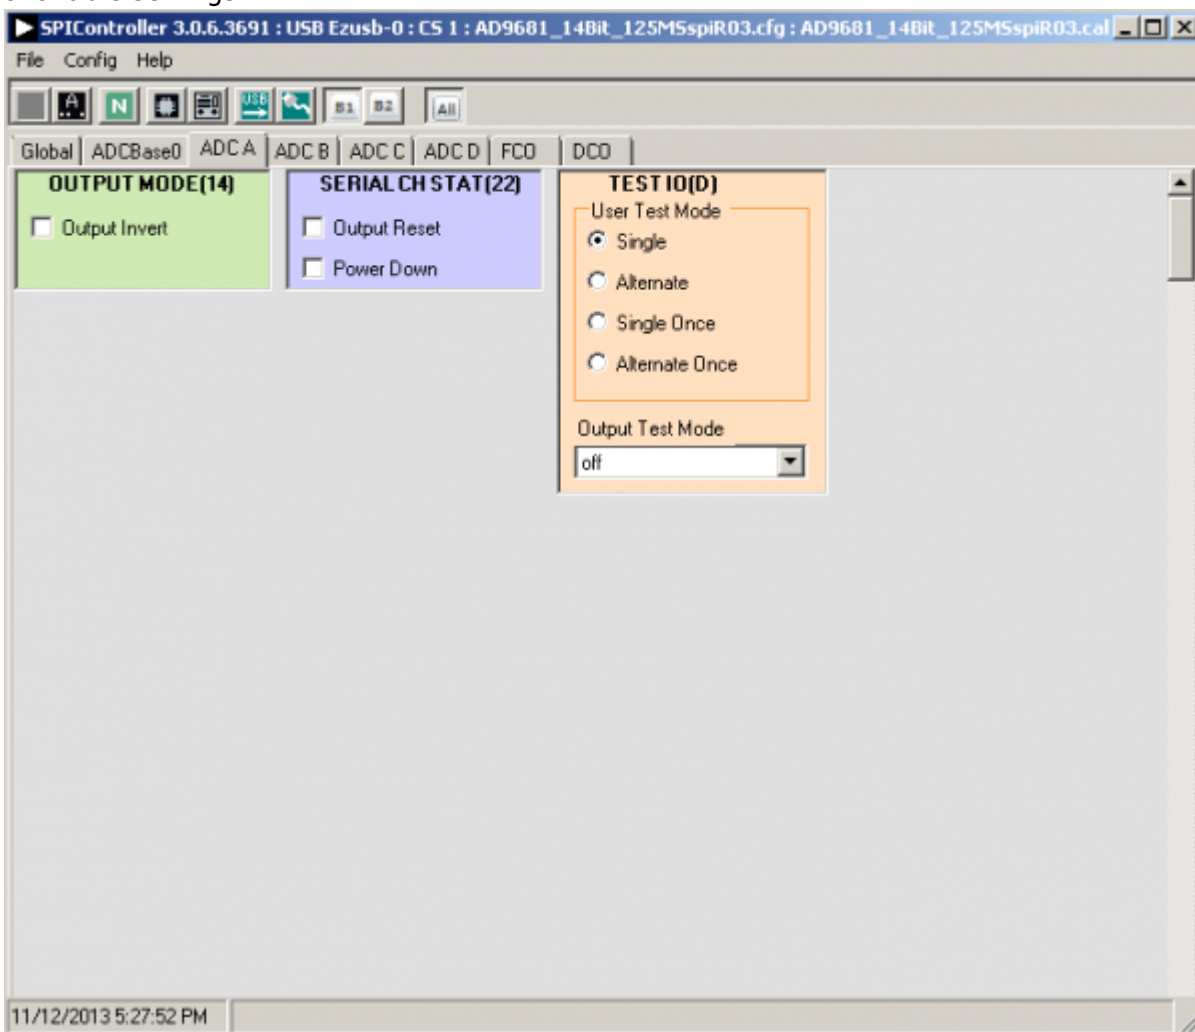 SPIController 3.0.6.3691 : USB Ezusb-0 : CS 1 : AD9681_14Bit_125MSspiR03.cfg : AD9681_14Bit_125MSspiR03.cal
File Config Help
A N USB B1 B2 All
Global ADCBase0 ADC A ADC B ADC C ADC D FCO DCO
OUTPUT MODE(14) SERIAL CH STAT(22) TEST IO(D)
User Test Mode
Output Invert Output Reset Single
Power Down Alternate
Single Once
Alternate Once
Output Test Mode
off
11/12/2013 5:27:52 PM